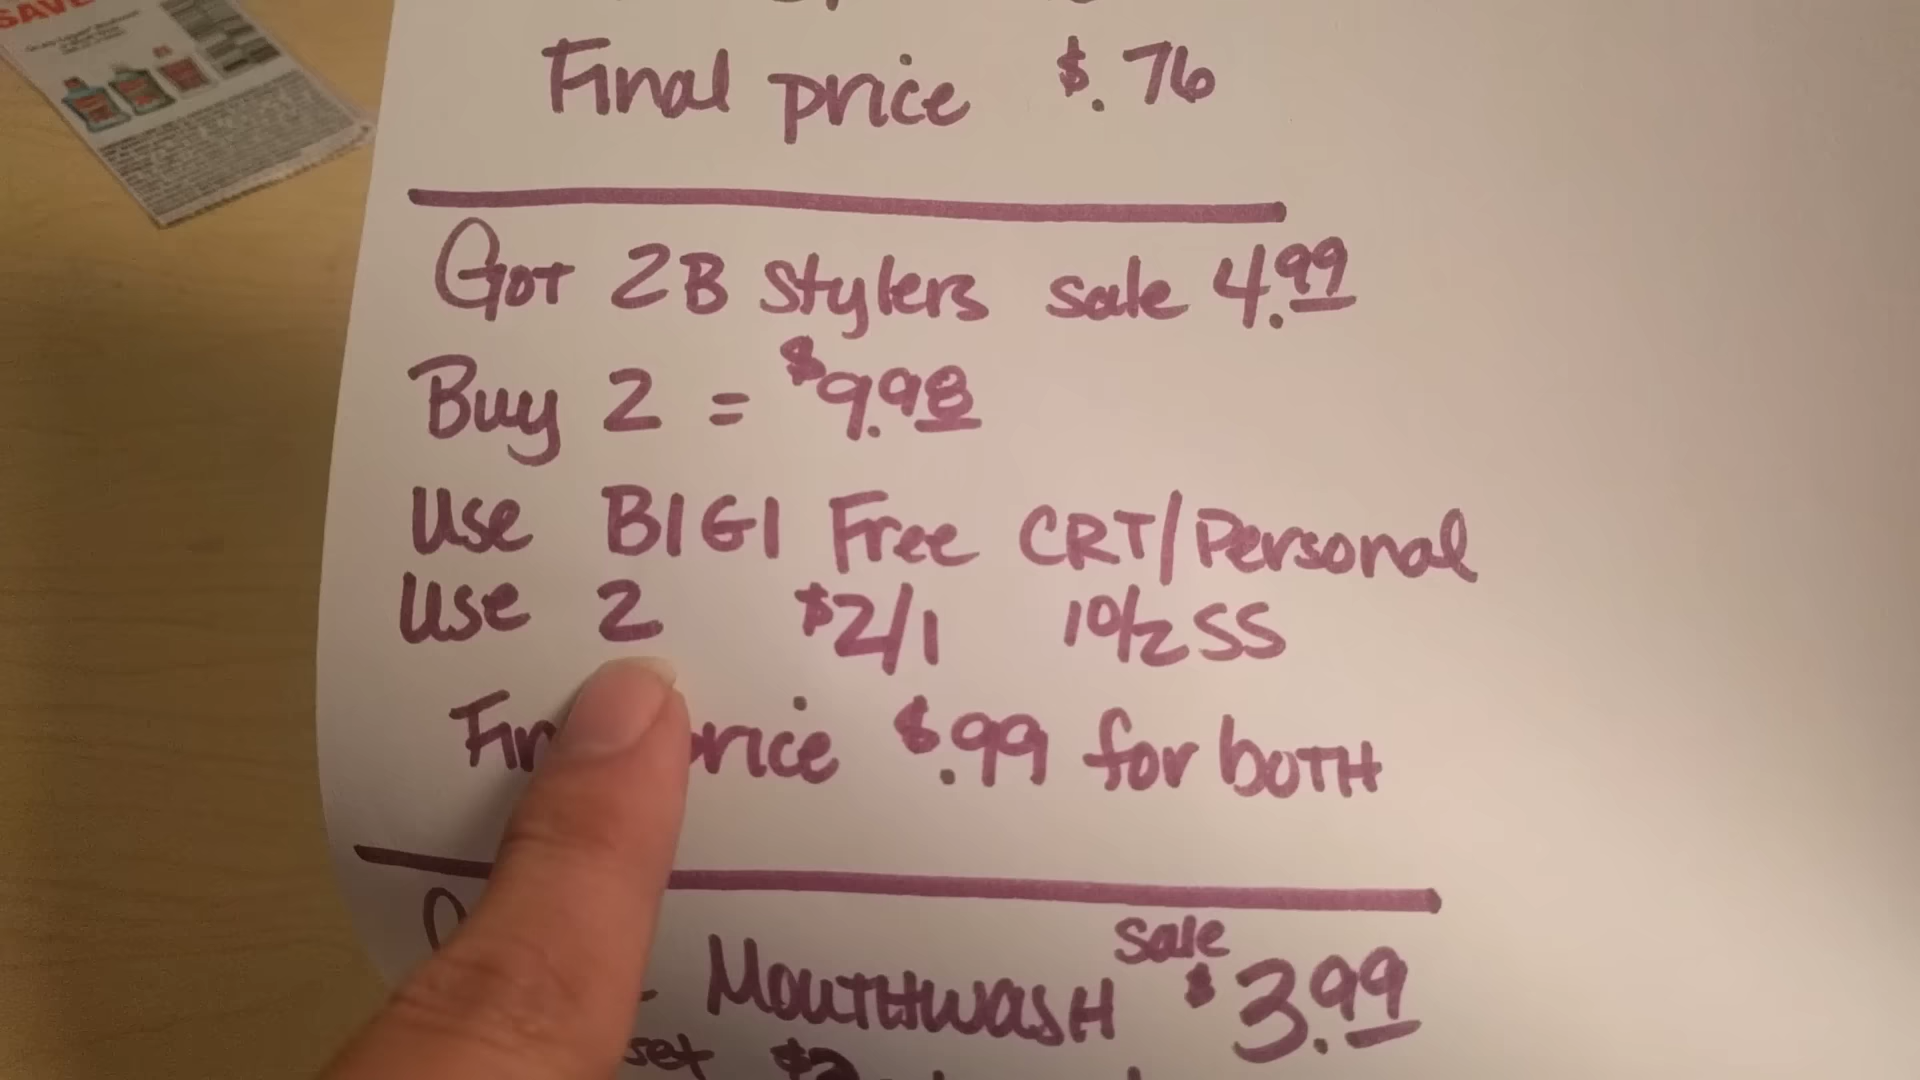 SAVE
Final price $.76
GOT 2B Stylers sale 4.99
Buy 2 = $9.98
Use B1G1 Free CRT/Personal
Use 2 $2/1 10/2 SS
price $.99 for both
Sale
Mouthwash $3.99